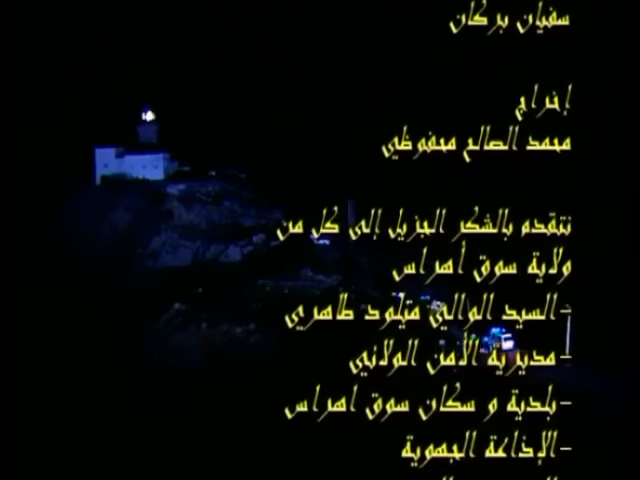 سفيان بركان
إخراج
محمد الصالح محفوظي
نتقدم بالشكر الجزيل إلى كل من
ولاية سوق أهراس
-السيد الوالي ميلود طاهري
-مديرية الأمن الولائي
-بلدية و سكان سوق اهراس
-الإذاعة الجهوية